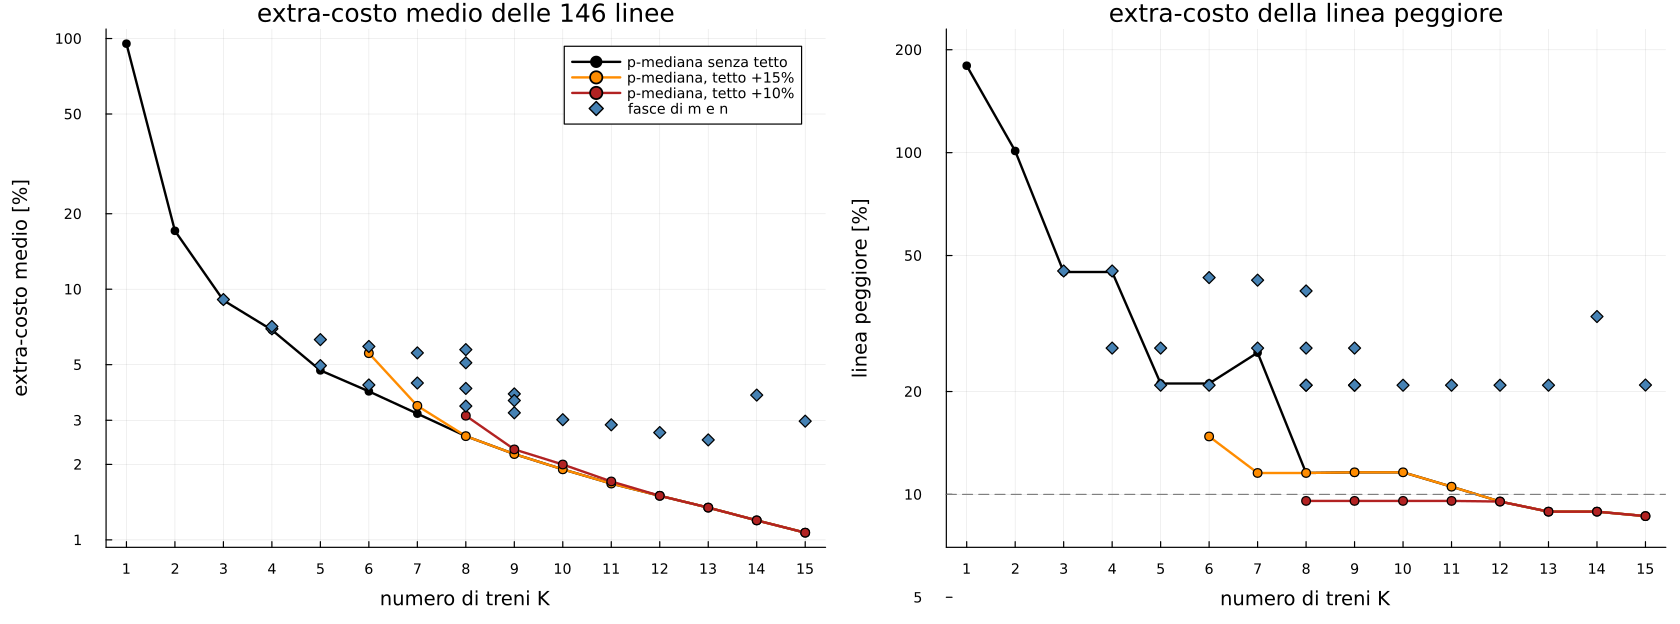 extra-costo medio delle 146 linee
extra-costo medio [%]
100
50
20
10
5
3
2
1
p-mediana senza tetto
p-mediana, tetto +15%
p-mediana, tetto +10%
fasce di m e n
1 2 3 4 5 6 7 8 9 10 11 12 13 14 15
numero di treni K
extra-costo della linea peggiore
linea peggiore [%]
200
100
50
20
10
5
1 2 3 4 5 6 7 8 9 10 11 12 13 14 15
numero di treni K